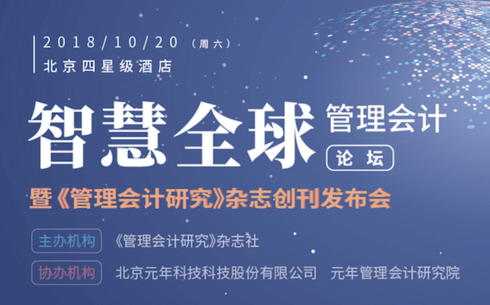 2018/10/20（周六）
北京四星级酒店
智慧全球
管理会计
论坛
暨《管理会计研究》杂志创刊发布会
主办机构 《管理会计研究》杂志社
协办机构 北京元年科技科技股份有限公司 元年管理会计研究院